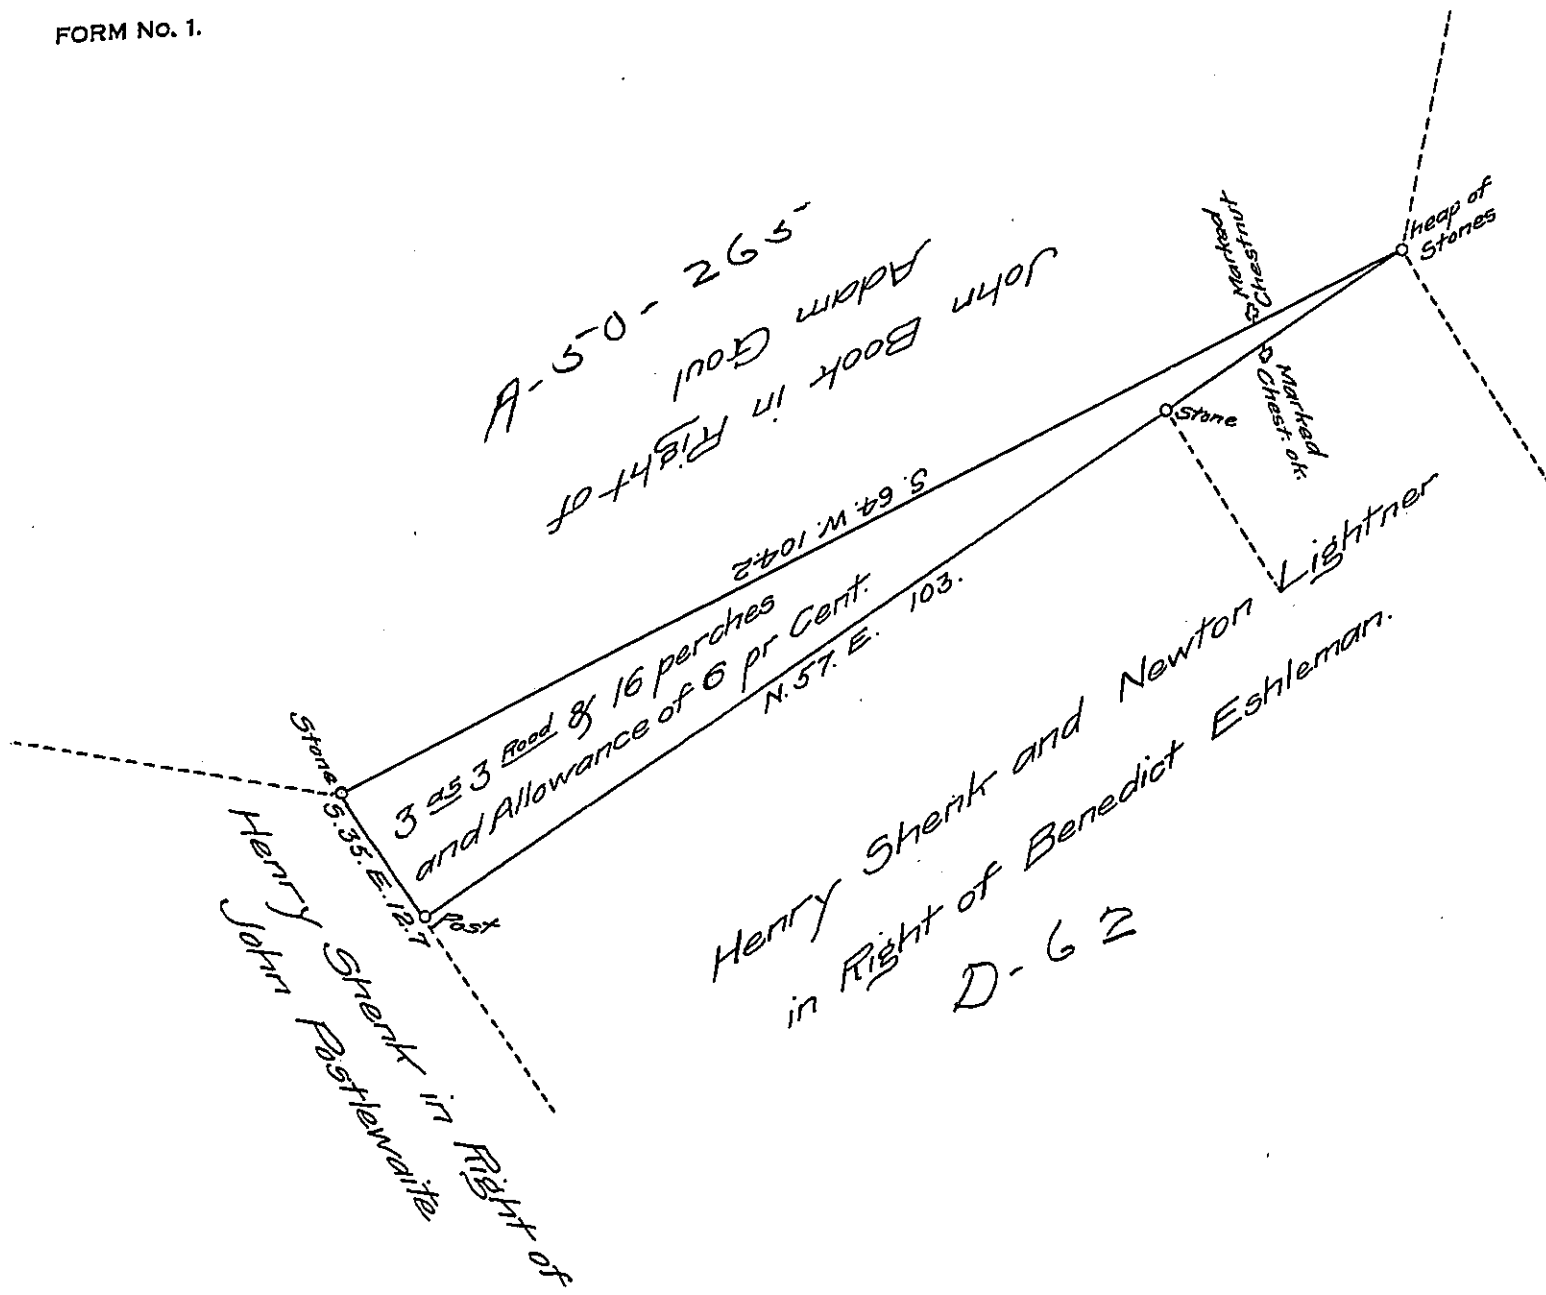 FORM No. 1.
A-50-265
John Book in Right of
Adam Goul
Marked
Chestnut
heap of
Stones
Marked
Chest. ok.
Stone
S. 64. W. 104.2
3 as 3 Rood & 16 perches
and Allowance of 6 pr Cent.
N. 57. E. 103.
Stone
S. 35. E. 12.7
Post
Henry Shenk in Right of
John Postlewaite
Henry Shenk and Newton Lightner
in Right of Benedict Eshleman.
D-62